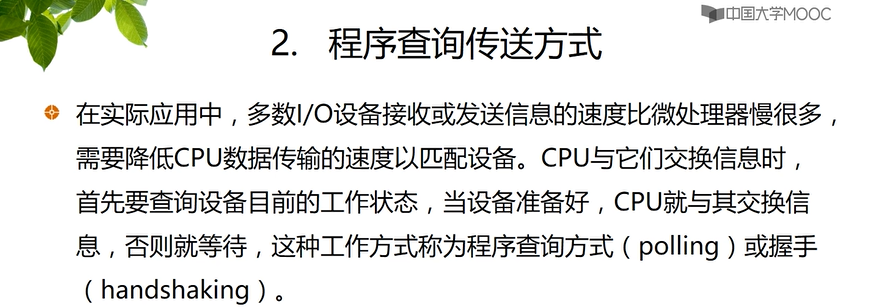 中国大学MOOC
2. 程序查询传送方式
在实际应用中，多数I/O设备接收或发送信息的速度比微处理器慢很多，
需要降低CPU数据传输的速度以匹配设备。CPU与它们交换信息时，
首先要查询设备目前的工作状态，当设备准备好，CPU就与其交换信
息，否则就等待，这种工作方式称为程序查询方式（polling）或握手
（handshaking）。